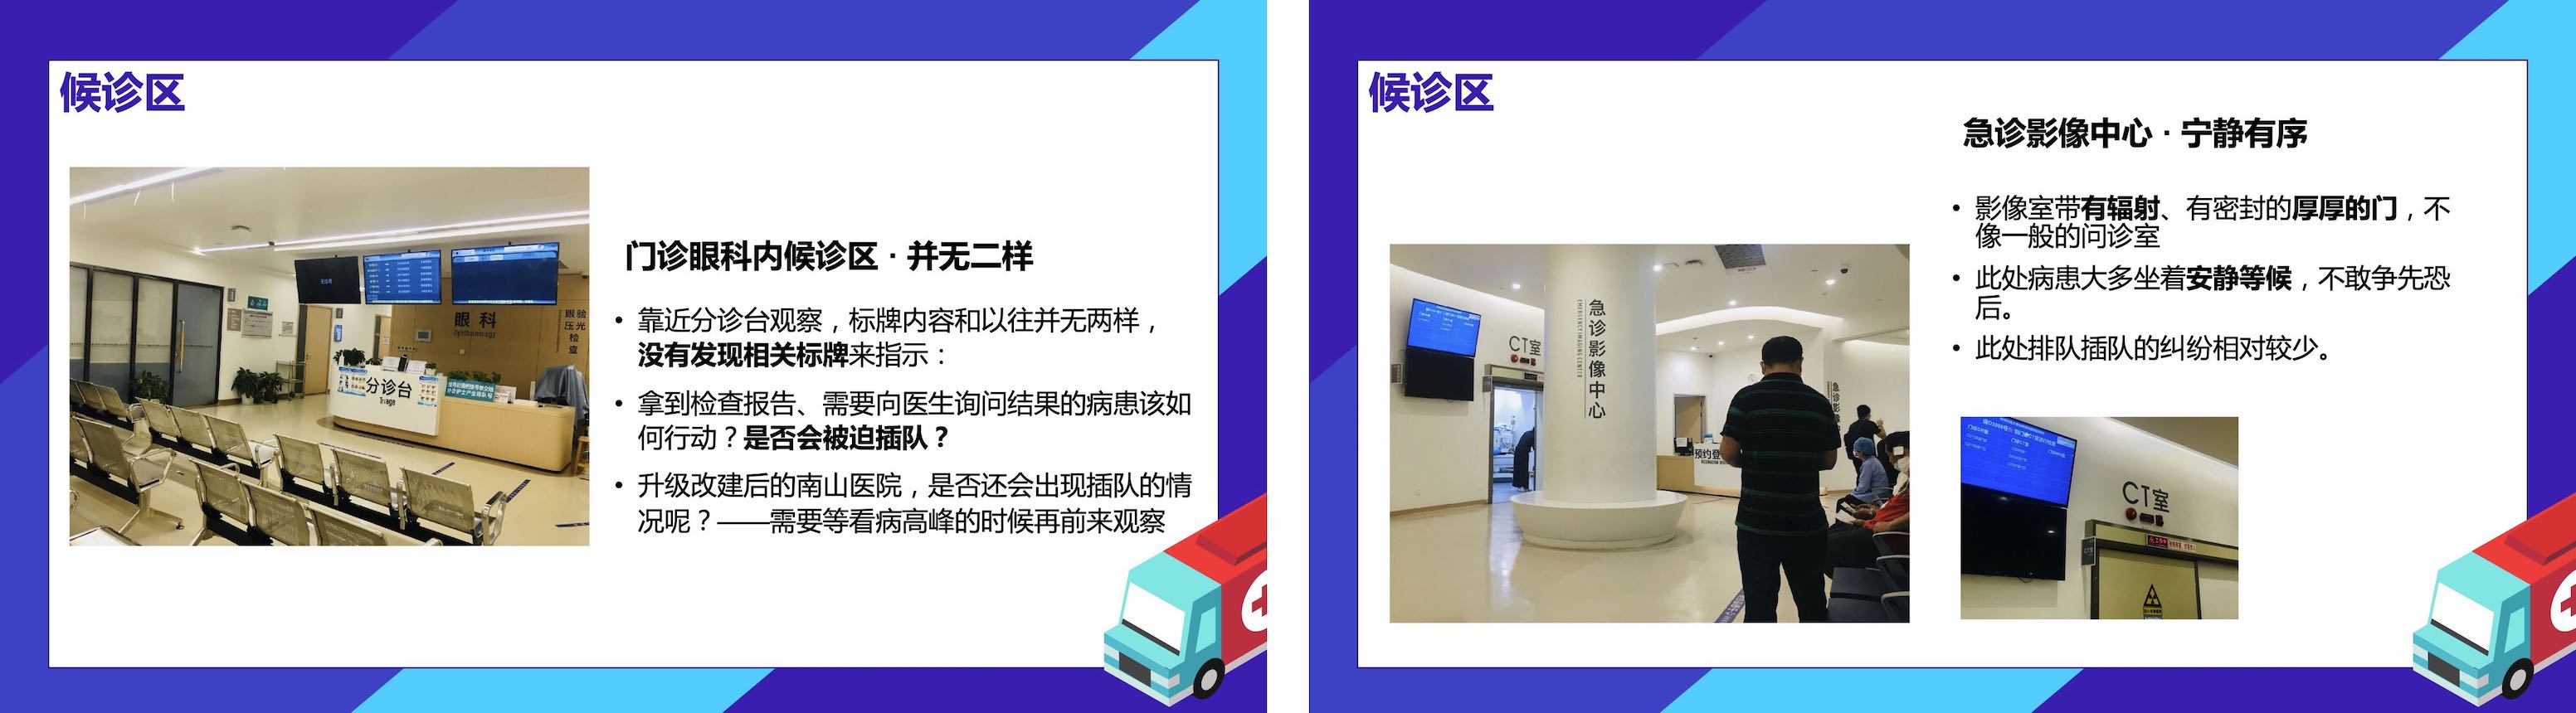 候诊区
眼科
Ophthalmology
眼 验
压 光
检
查
分诊台
Triage
门诊眼科内候诊区 · 并无二样
• 靠近分诊台观察，标牌内容和以往并无两样，
没有发现相关标牌来指示：
• 拿到检查报告、需要向医生询问结果的病患该如
何行动？是否会被迫插队？
• 升级改建后的南山医院，是否还会出现插队的情
况呢？——需要等看病高峰的时候再前来观察
候诊区
急诊影像中心 · 宁静有序
• 影像室带有辐射、有密封的厚厚的门，不
像一般的问诊室
• 此处病患大多坐着安静等候，不敢争先恐
后。
• 此处排队插队的纠纷相对较少。
CT室
急诊影像中心
EMERGENCY IMAGING CENTER
急诊影像
预约登
CT室